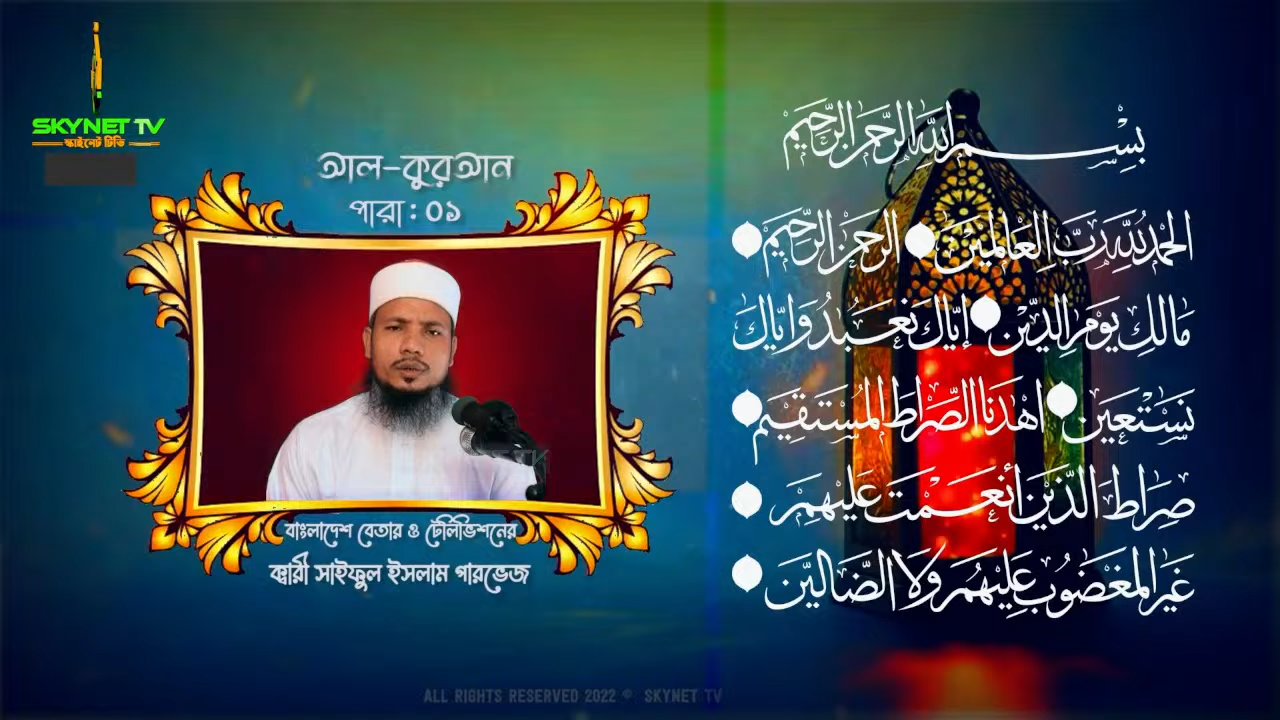 SKYNET TV
স্কাইনেট টিভি
আল-কুরআন
পারা : ০১
বাংলাদেশ বেতার ও টেলিভিশনের
ক্বারী সাইফুল ইসলাম পারভেজ
بِسْمِ اللَّهِ الرَّحْمَنِ الرَّحِيمِ
الْحَمْدُ لِلَّهِ رَبِّ الْعَالَمِينَ الرَّحْمَنِ الرَّحِيمِ
مَالِكِ يَوْمِ الدِّينِ إِيَّاكَ نَعْبُدُ وَإِيَّاكَ
نَسْتَعِينُ اهْدِنَا الصِّرَاطَ الْمُسْتَقِيمَ
صِرَاطَ الَّذِينَ أَنْعَمْتَ عَلَيْهِمْ
غَيْرِ الْمَغْضُوبِ عَلَيْهِمْ وَلَا الضَّالِّينَ
ALL RIGHTS RESERVED 2022 © SKYNET TV